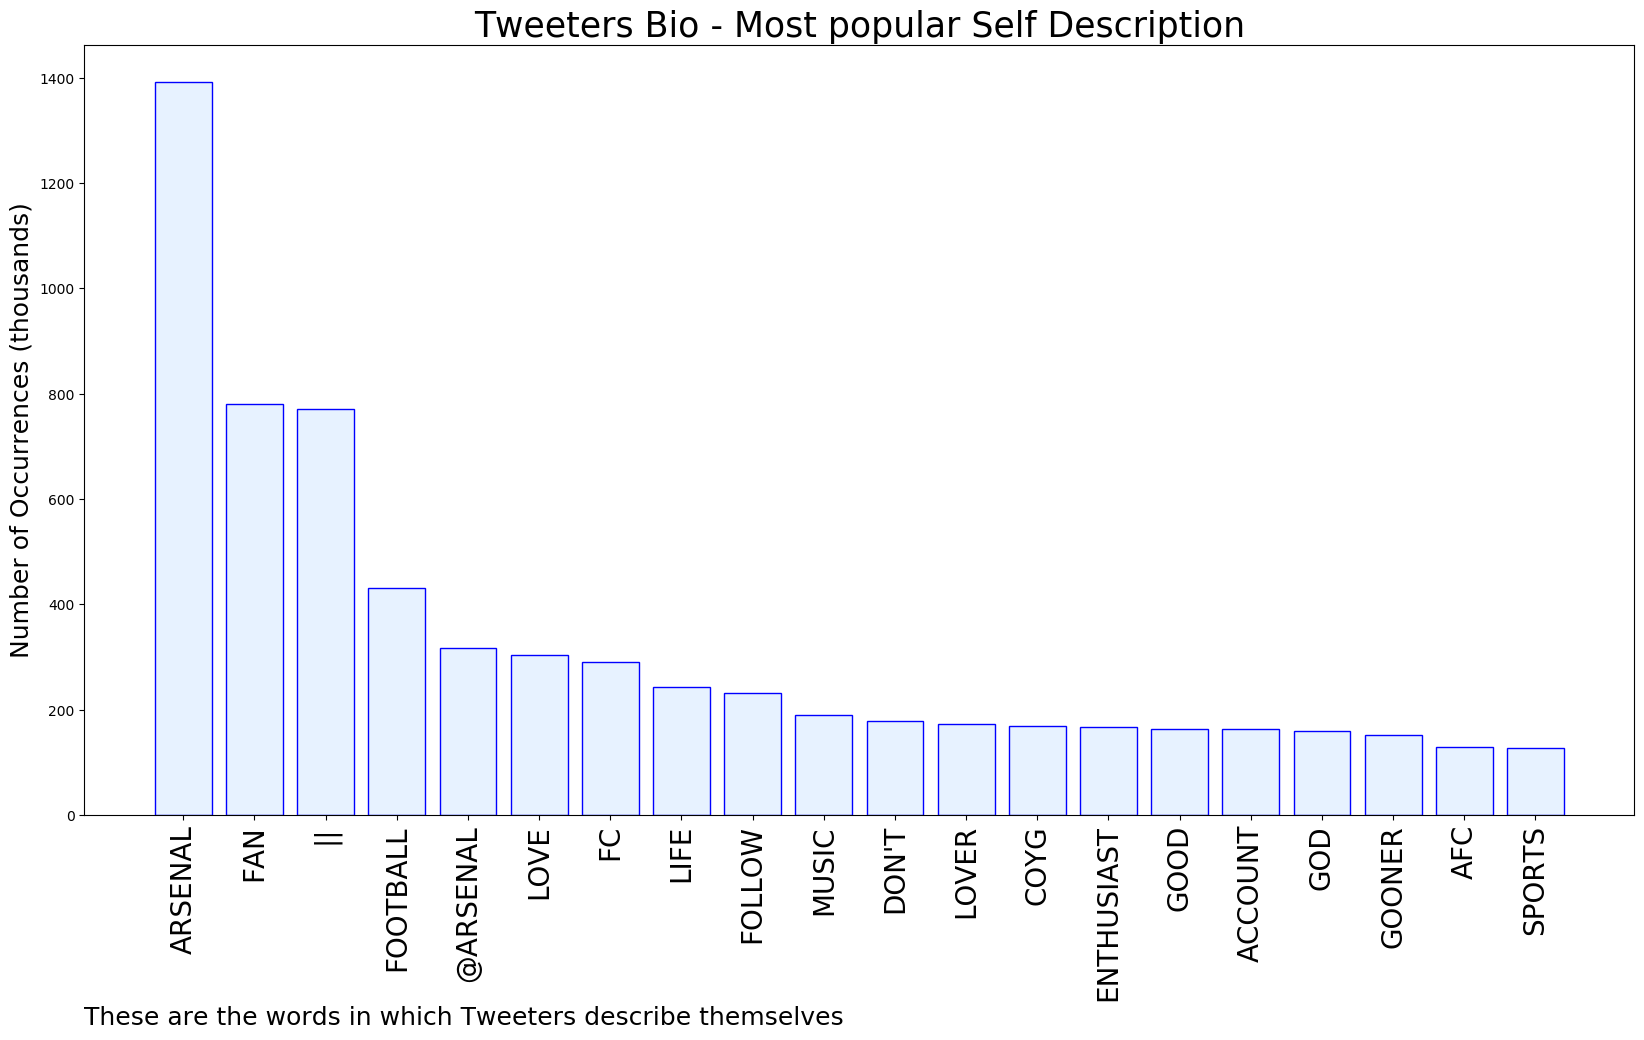 Tweeters Bio - Most popular Self Description
Number of Occurrences (thousands)
1400
1200
1000
800
600
400
200
0
ARSENAL
FAN
||
FOOTBALL
@ARSENAL
LOVE
FC
LIFE
FOLLOW
MUSIC
DON'T
LOVER
COYG
ENTHUSIAST
GOOD
ACCOUNT
GOD
GOONER
AFC
SPORTS
These are the words in which Tweeters describe themselves